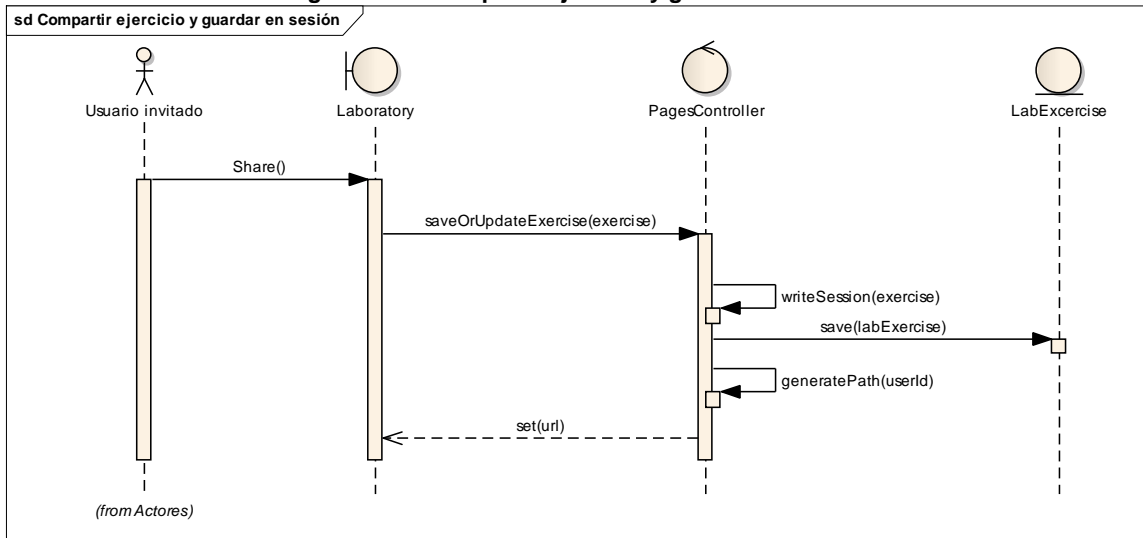 sd Compartir ejercicio y guardar en sesión
Usuario invitado
Laboratory
PagesController
LabExcercise
Share()
saveOrUpdateExercise(exercise)
writeSession(exercise)
save(labExercise)
generatePath(userId)
set(url)
(from Actores)